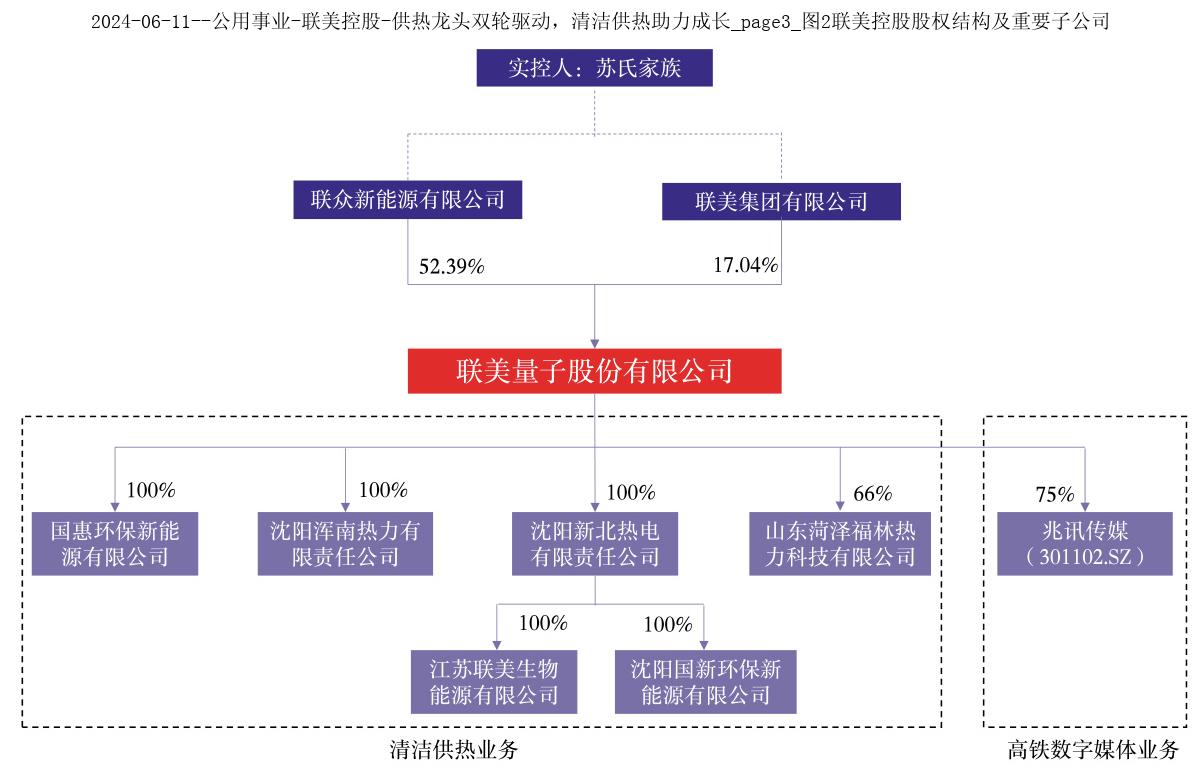 2024-06-11--公用事业-联美控股-供热龙头双轮驱动，清洁供热助力成长_page3_图2联美控股股权结构及重要子公司
实控人：苏氏家族
联众新能源有限公司
联美集团有限公司
52.39%
17.04%
联美量子股份有限公司
100%
100%
100%
66%
75%
国惠环保新能
源有限公司
沈阳浑南热力有
限责任公司
沈阳新北热电
有限责任公司
山东菏泽福林热
力科技有限公司
兆讯传媒
（301102.SZ）
100%
100%
江苏联美生物
能源有限公司
沈阳国新环保新
能源有限公司
清洁供热业务
高铁数字媒体业务